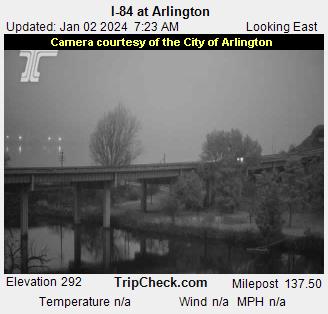 I-84 at Arlington
Updated: Jan 02 2024 7:23 AM Looking East
Camera courtesy of the City of Arlington
Elevation 292 TripCheck.com Milepost 137.50
Temperature n/a Wind n/a MPH n/a